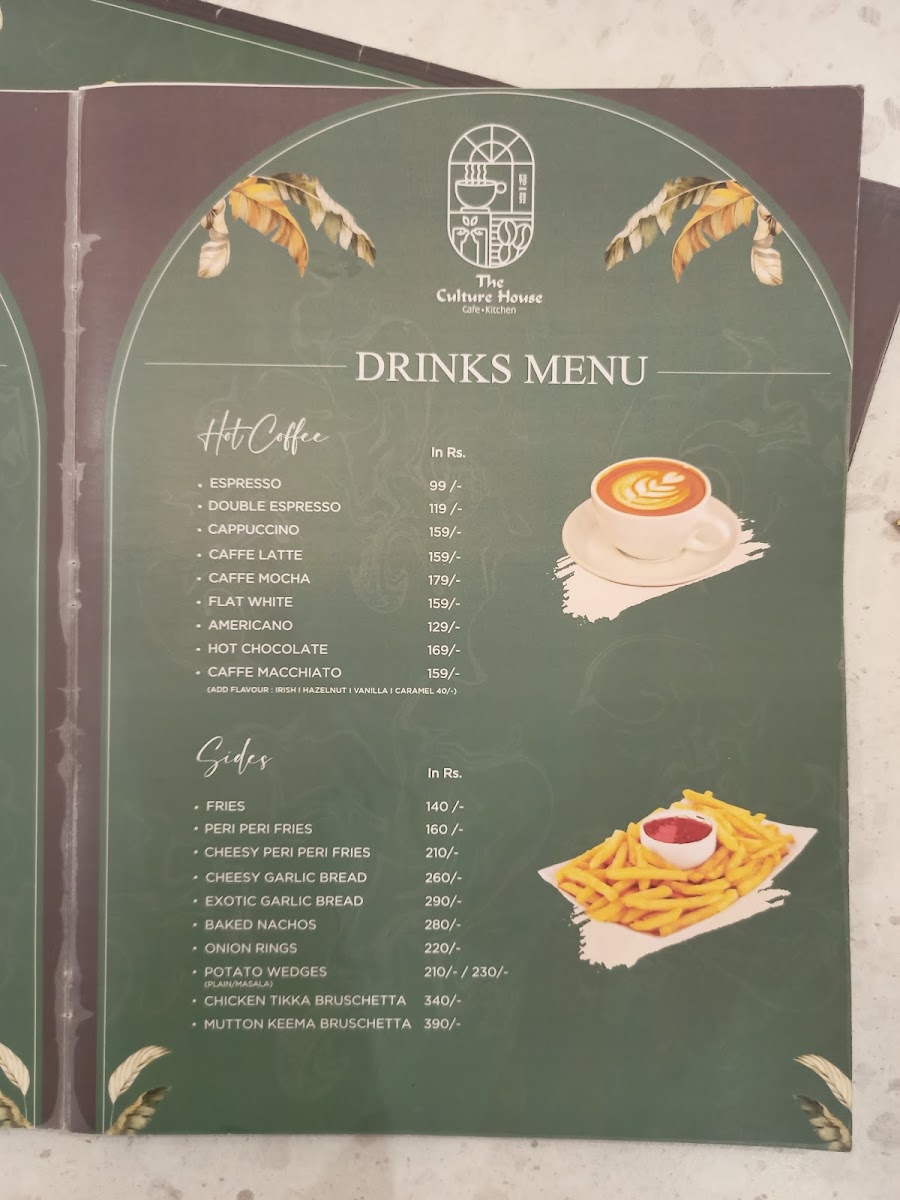 The
Culture House
Cafe•Kitchen
DRINKS MENU
Hot Coffee
In Rs.
• ESPRESSO 99 /-
• DOUBLE ESPRESSO 119 /-
• CAPPUCCINO 159/-
• CAFFE LATTE 159/-
• CAFFE MOCHA 179/-
• FLAT WHITE 159/-
• AMERICANO 129/-
• HOT CHOCOLATE 169/-
• CAFFE MACCHIATO 159/-
(ADD FLAVOUR : IRISH I HAZELNUT I VANILLA I CARAMEL 40/-)
Sides
In Rs.
• FRIES 140 /-
• PERI PERI FRIES 160 /-
• CHEESY PERI PERI FRIES 210/-
• CHEESY GARLIC BREAD 260/-
• EXOTIC GARLIC BREAD 290/-
• BAKED NACHOS 280/-
• ONION RINGS 220/-
• POTATO WEDGES 210/- / 230/-
(PLAIN/MASALA)
• CHICKEN TIKKA BRUSCHETTA 340/-
• MUTTON KEEMA BRUSCHETTA 390/-